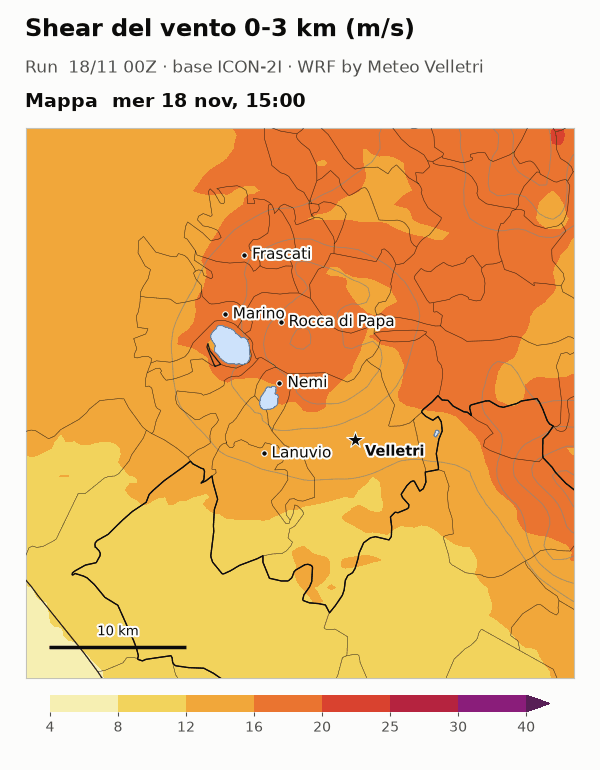 Shear del vento 0-3 km (m/s)
Run 18/11 00Z · base ICON-2I · WRF by Meteo Velletri
Mappa mer 18 nov, 15:00
Frascati
Marino
Rocca di Papa
Nemi
Velletri
Lanuvio
10 km
4 8 12 16 20 25 30 40